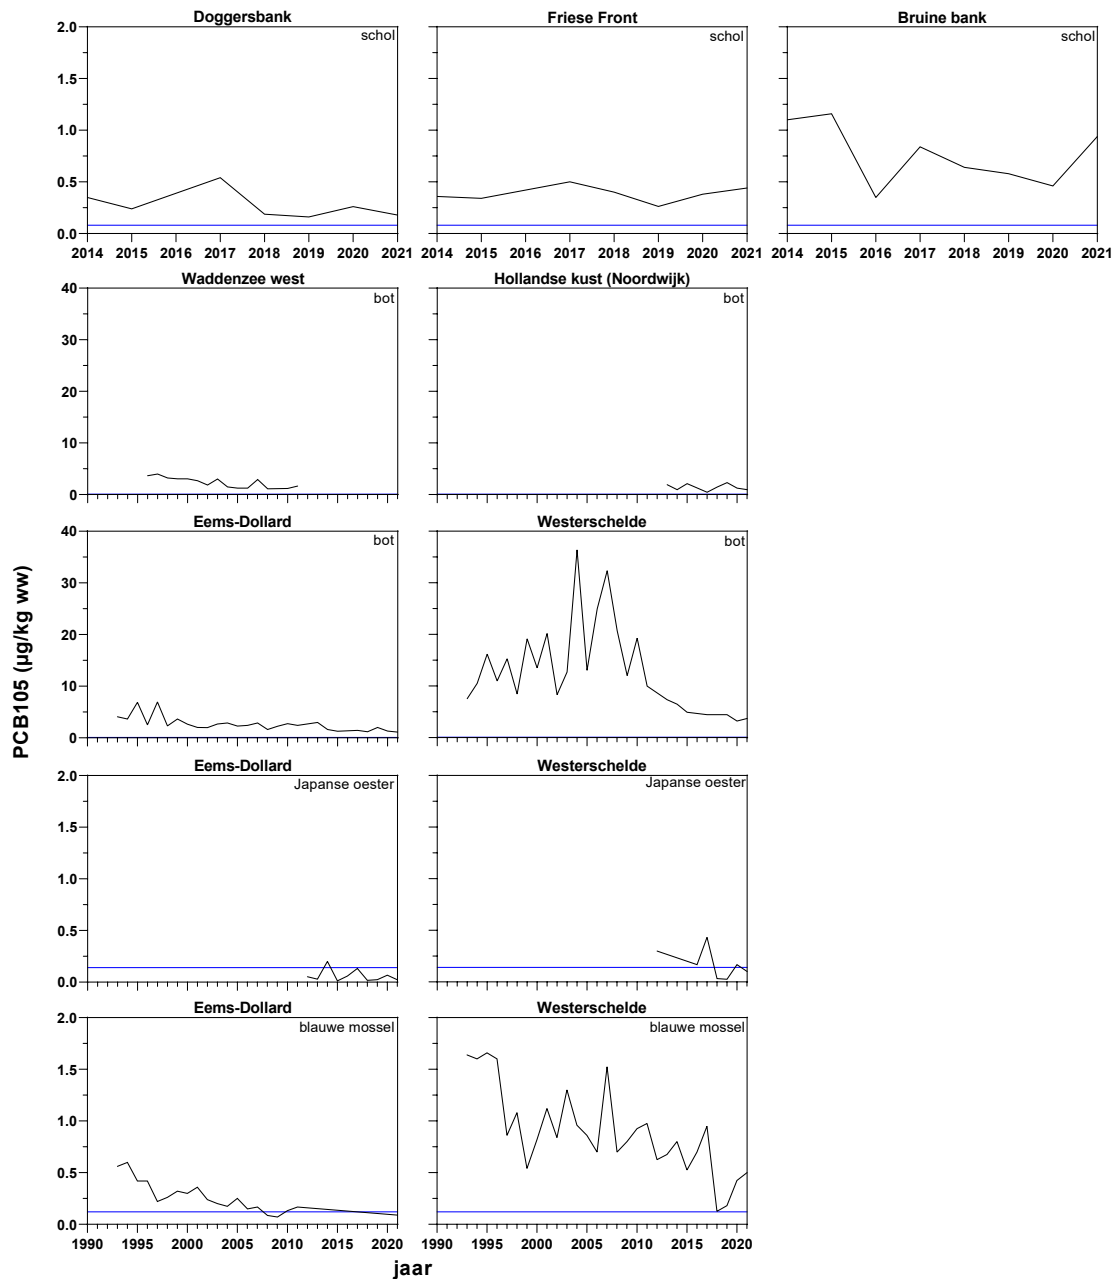 Doggersbank Friese Front Bruine bank
2.0 schol schol schol
1.5
1.0
0.5
0.0
2014 2015 2016 2017 2018 2019 2020 2021 2014 2015 2016 2017 2018 2019 2020 2021 2014 2015 2016 2017 2018 2019 2020 2021
Waddenzee west Hollandse kust (Noordwijk)
40 bot bot
30
20
10
0
Eems-Dollard Westerschelde
40 bot bot
30
20
10
0
PCB105 (µg/kg ww)
Eems-Dollard Westerschelde
2.0 Japanse oester Japanse oester
1.5
1.0
0.5
0.0
Eems-Dollard Westerschelde
2.0 blauwe mossel blauwe mossel
1.5
1.0
0.5
0.0
1990 1995 2000 2005 2010 2015 2020 1990 1995 2000 2005 2010 2015 2020
jaar